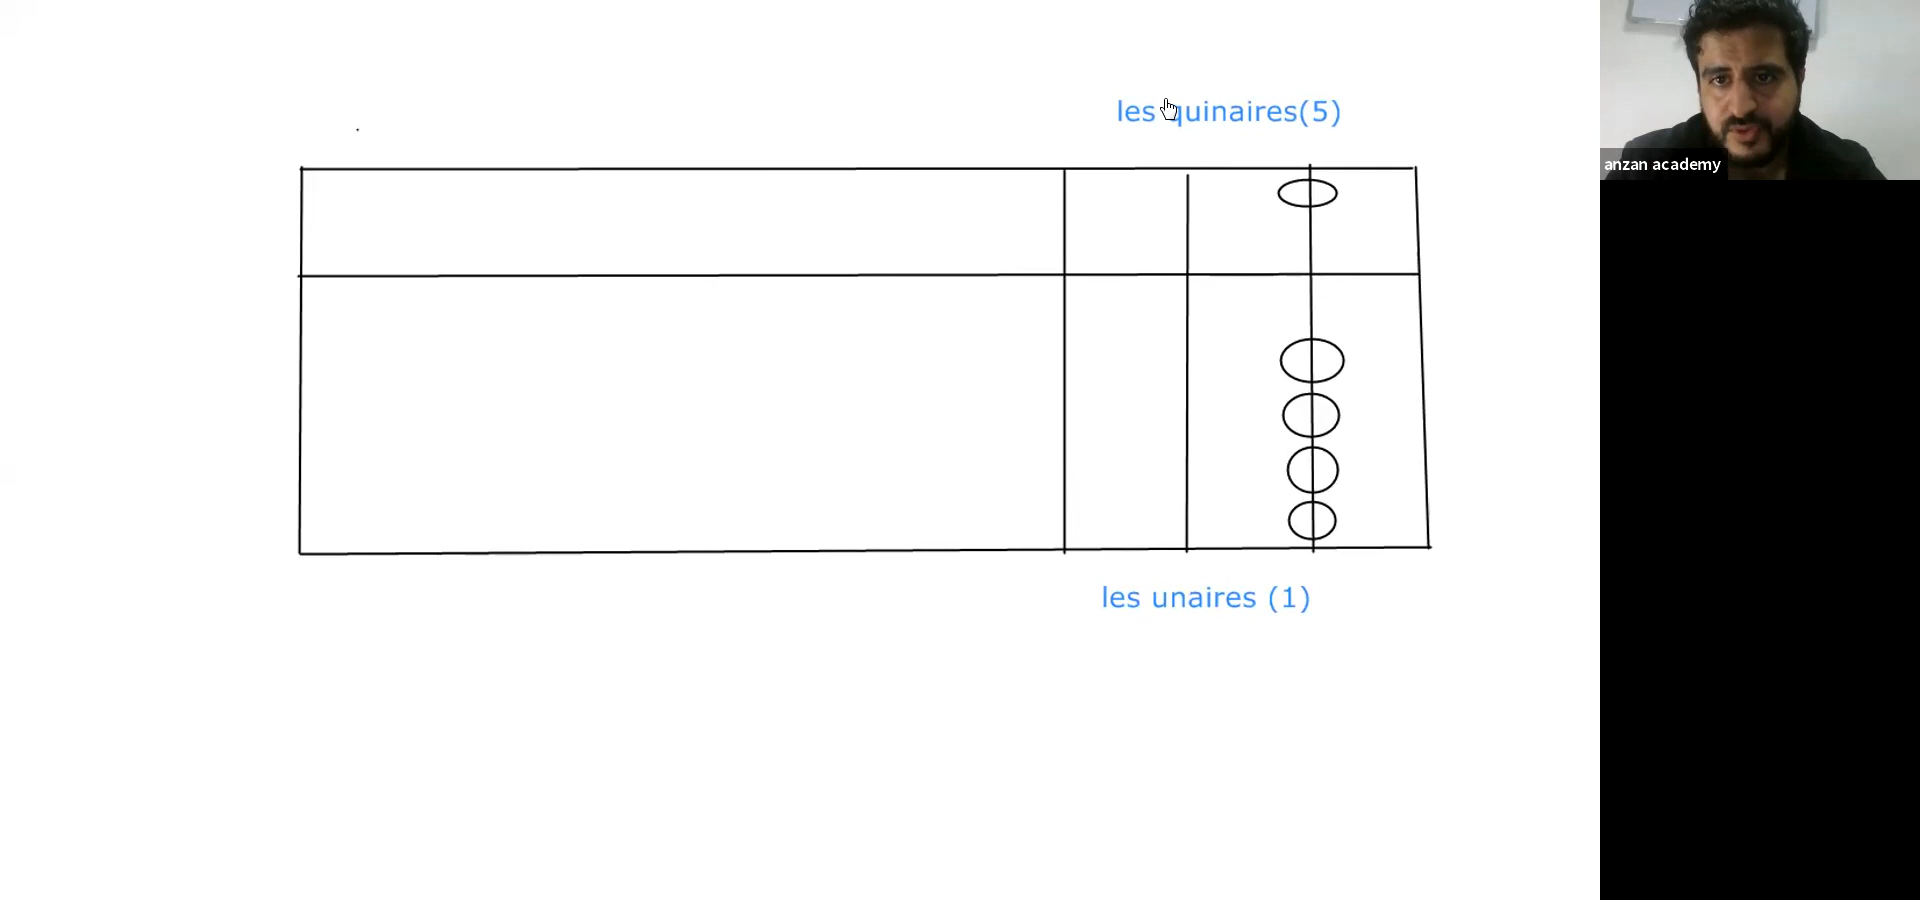 les quinaires(5)
anzan academy
les unaires (1)